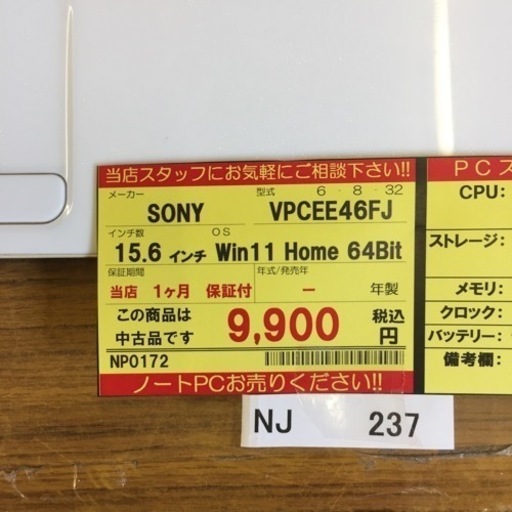 当店スタッフにお気軽にご相談下さい!!
メーカー 型式 6・8・32
SONY VPCEE46FJ
インチ数 OS
15.6 インチ Win11 Home 64Bit
保証期間 年式/発売年
当店 1ヶ月 保証付 ー 年製
この商品は
中古品です
9,900 税込
円
NP0172
ノートPCお売りください!!
PCス
CPU:
ストレージ:
メモリ:
クロック:
バッテリー:
備考欄:
NJ 237